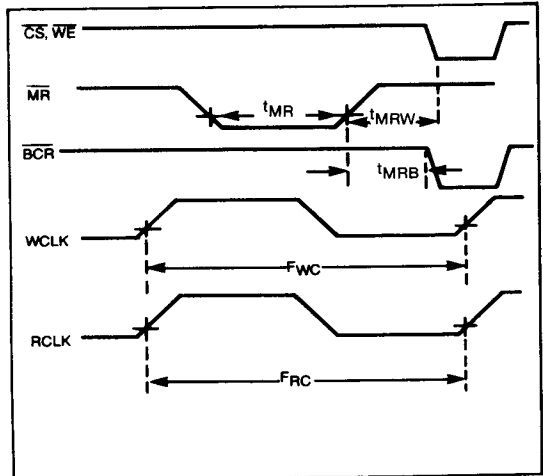 CS, WE
MR
tMR
tMRW
BCR
tMRB
WCLK
FWC
RCLK
FRC